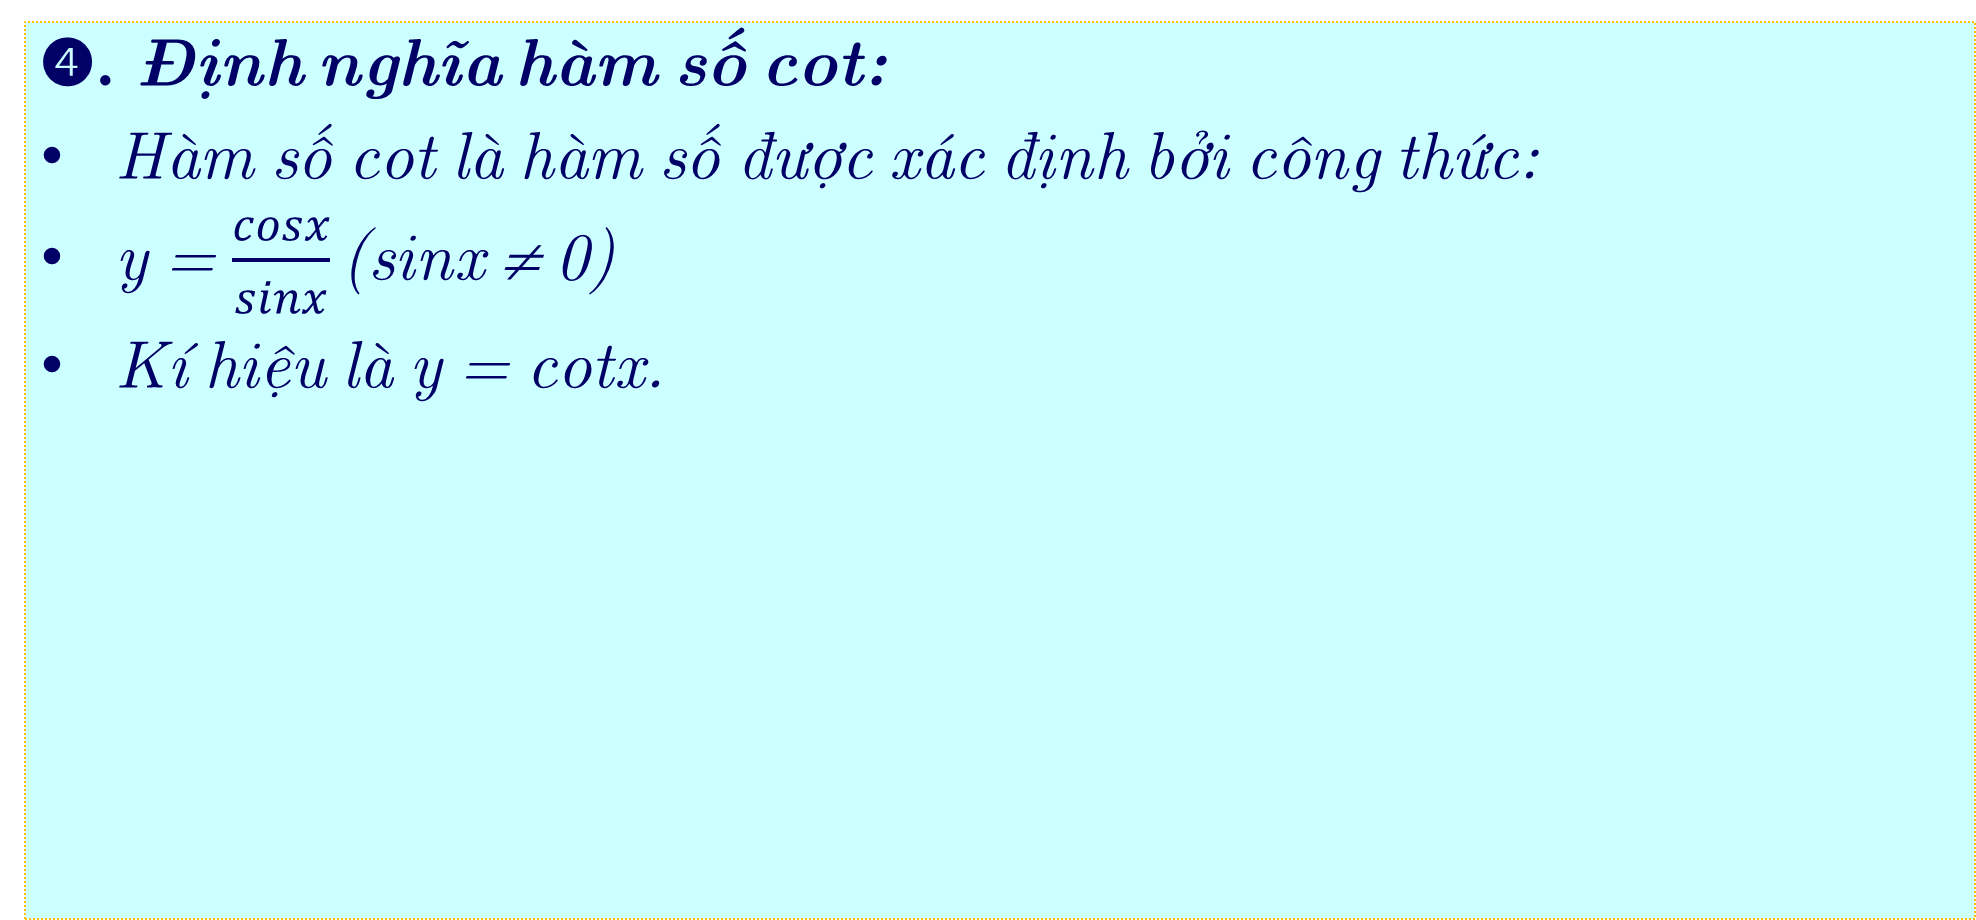 ❹. Định nghĩa hàm số cot:
• Hàm số cot là hàm số được xác định bởi công thức:
• y = cosx/sinx (sinx ≠ 0)
• Kí hiệu là y = cotx.